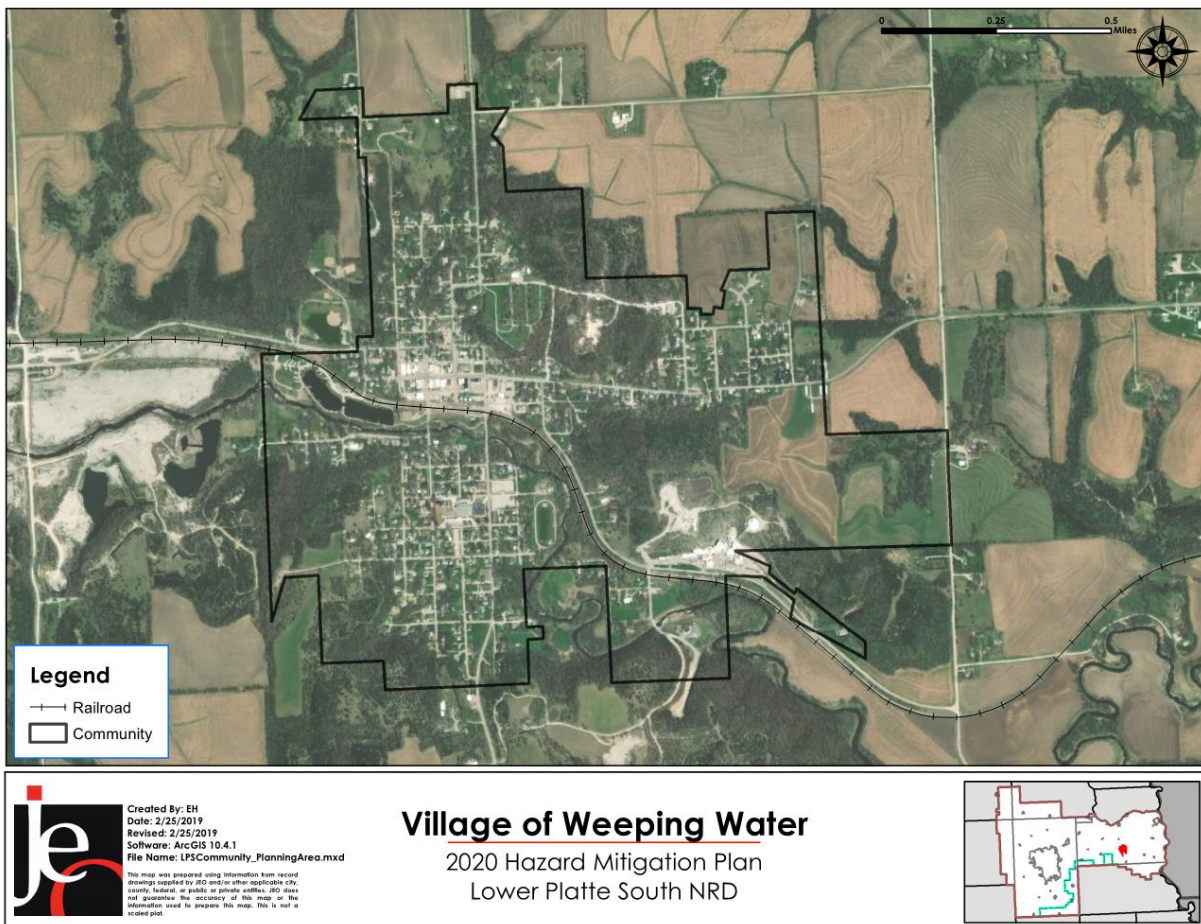 0 0.25 0.5
Miles
Legend
Railroad
Community
jeo
Created By: EH
Date: 2/25/2019
Revised: 2/25/2019
Software: ArcGIS 10.4.1
File Name: LPSCommunity_PlanningArea.mxd
This map was prepared using information from record
drawings supplied by JEO and/or other applicable city,
county, federal, or public or private entities. JEO does
not guarantee the accuracy of this map or the
information used to prepare this map. This is not a
scaled plat.
Village of Weeping Water
2020 Hazard Mitigation Plan
Lower Platte South NRD